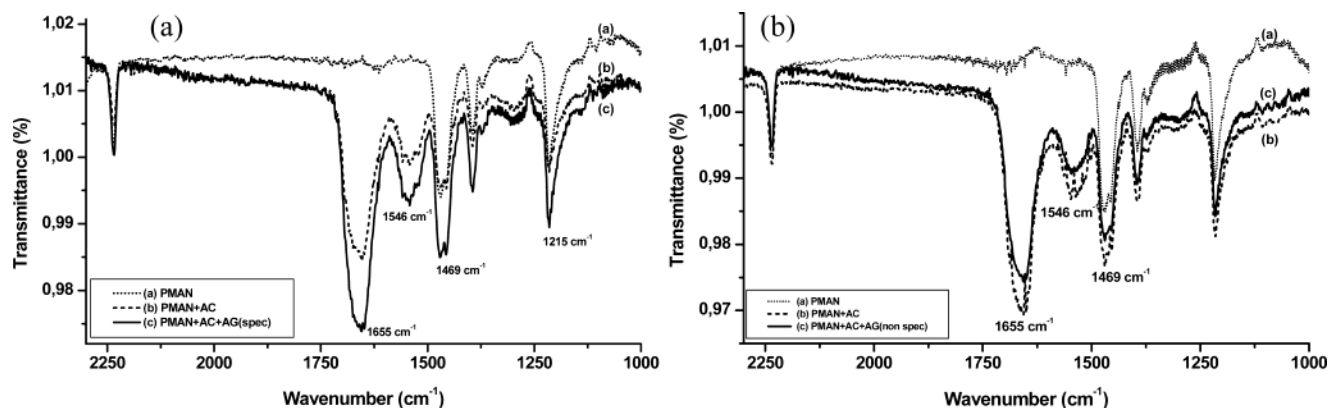 (a)
1,02
1,01
1,00
0,99
0,98
Transmittance (%)
(a)
(b)
(c)
1546 cm-1
1469 cm-1
1215 cm-1
1655 cm-1
(a) PMAN
(b) PMAN+AC
(c) PMAN+AC+AG(spec)
2250 2000 1750 1500 1250 1000
Wavenumber (cm-1)
(b)
1,01
1,00
0,99
0,98
0,97
Transmittance (%)
(a)
(c)
(b)
1546 cm-1
1469 cm-1
1655 cm-1
(a) PMAN
(b) PMAN+AC
(c) PMAN+AC+AG(non spec)
2250 2000 1750 1500 1250 1000
Wavenumber (cm-1)